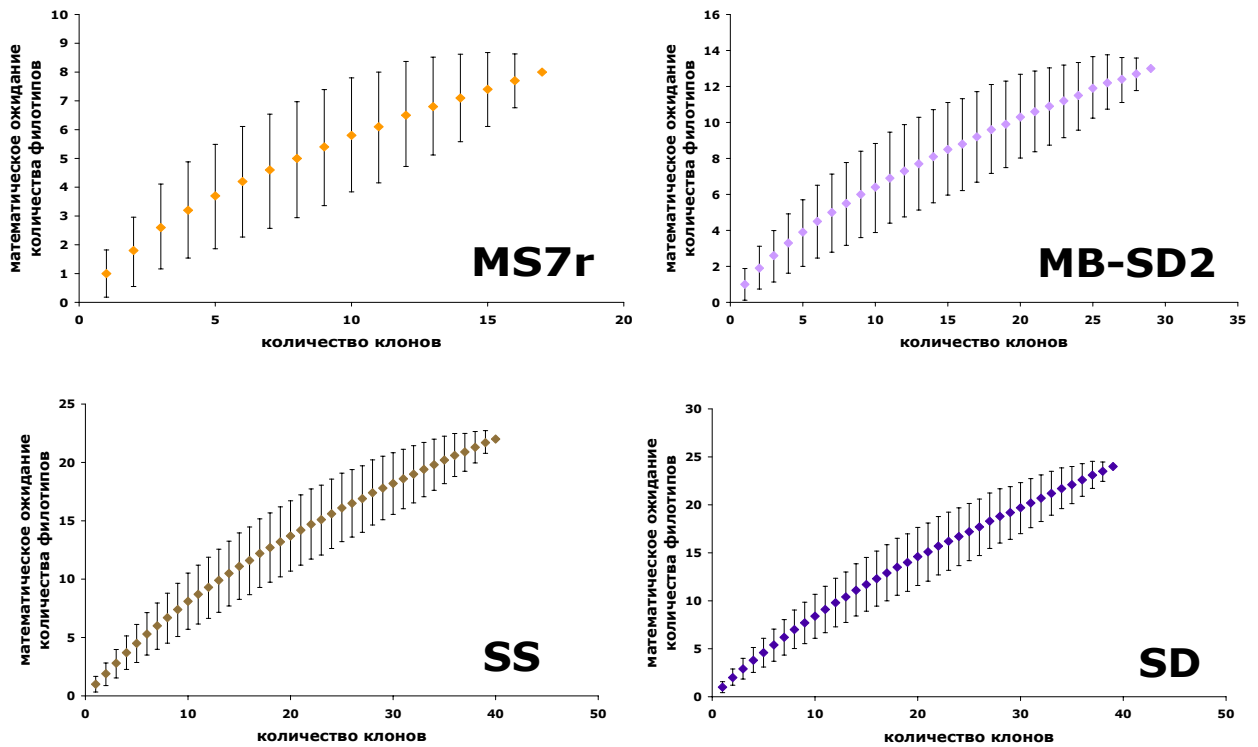 математическое ожидание
количества филотипов
10
9
8
7
6
5
4
3
2
1
0
0 5 10 15 20
количество клонов
MS7r
математическое ожидание
количества филотипов
16
14
12
10
8
6
4
2
0
0 5 10 15 20 25 30 35
количество клонов
MB-SD2
математическое ожидание
количества филотипов
25
20
15
10
5
0
0 10 20 30 40 50
количество клонов
SS
математическое ожидание
количества филотипов
30
25
20
15
10
5
0
0 10 20 30 40 50
количество клонов
SD